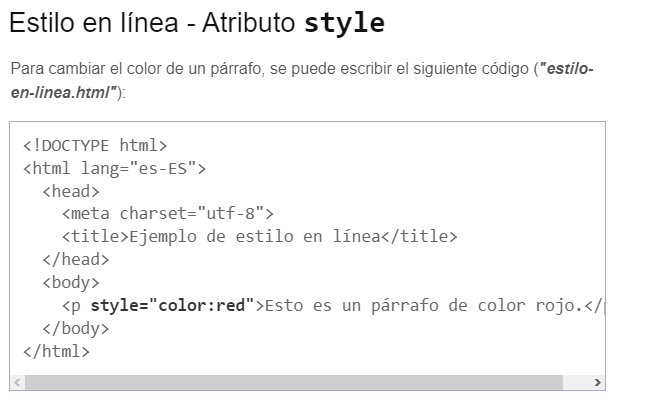 Estilo en línea - Atributo style
Para cambiar el color de un párrafo, se puede escribir el siguiente código ("estilo-
en-linea.html"):
<!DOCTYPE html>
<html lang="es-ES">
  <head>
    <meta charset="utf-8">
    <title>Ejemplo de estilo en línea</title>
  </head>
  <body>
    <p style="color:red">Esto es un párrafo de color rojo.</p
  </body>
</html>